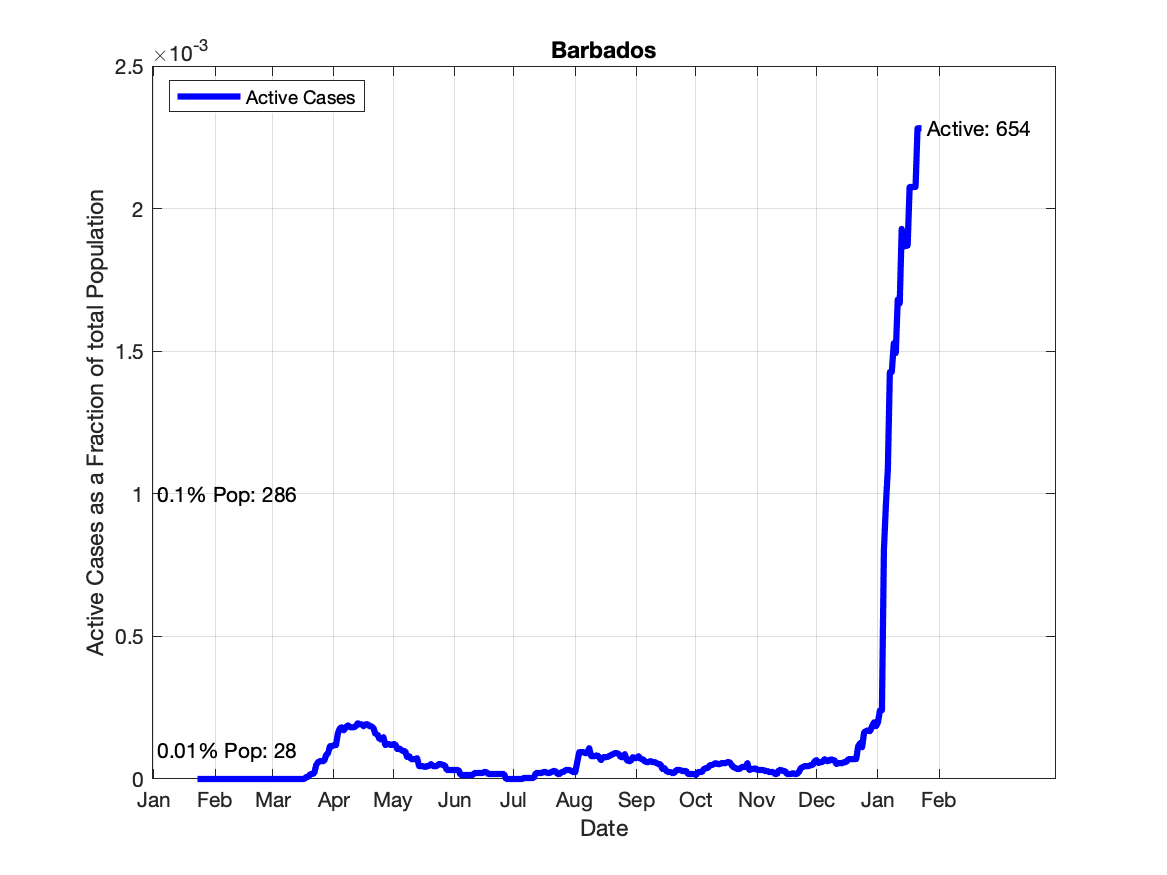 Barbados
×10-3
Active Cases
Active: 654
0.1% Pop: 286
0.01% Pop: 28
2.5
2
1.5
1
0.5
0
Active Cases as a Fraction of total Population
Jan Feb Mar Apr May Jun Jul Aug Sep Oct Nov Dec Jan Feb
Date